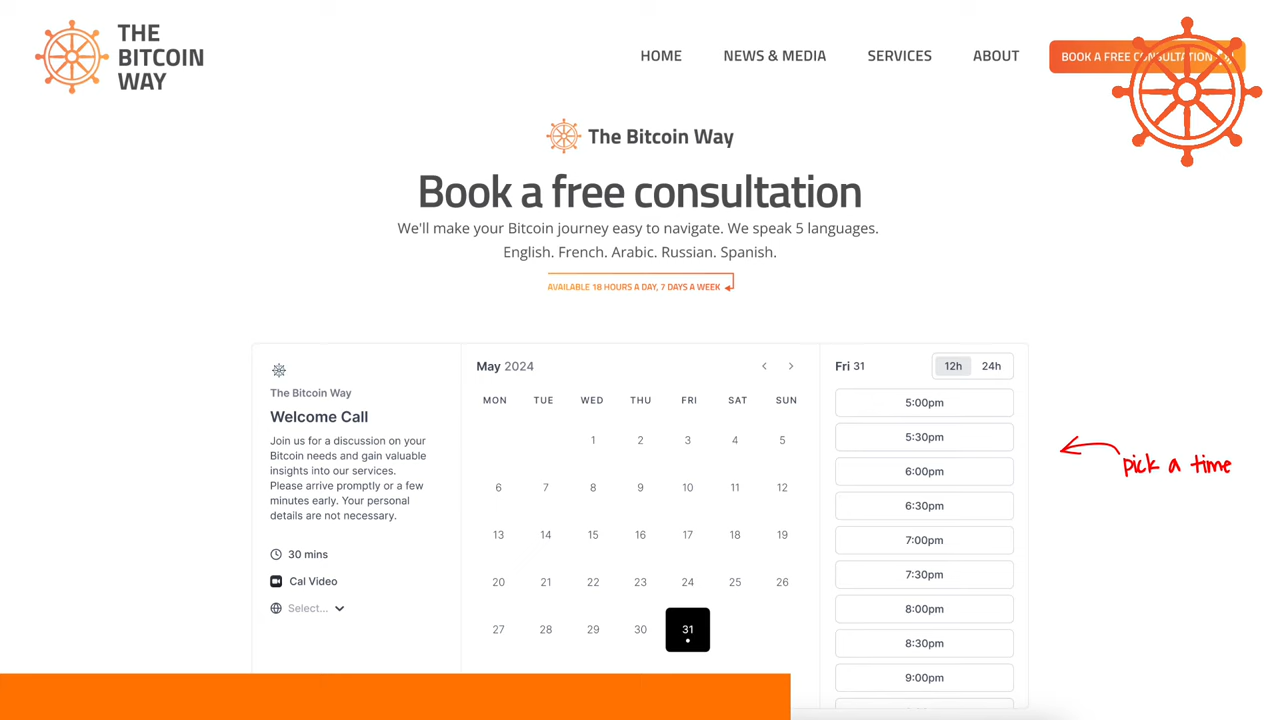 THE
BITCOIN
WAY
HOME NEWS & MEDIA SERVICES ABOUT BOOK A FREE CONSULTATION
The Bitcoin Way
Book a free consultation
We'll make your Bitcoin journey easy to navigate. We speak 5 languages.
English. French. Arabic. Russian. Spanish.
AVAILABLE 18 HOURS A DAY, 7 DAYS A WEEK
The Bitcoin Way
Welcome Call
Join us for a discussion on your
Bitcoin needs and gain valuable
insights into our services.
Please arrive promptly or a few
minutes early. Your personal
details are not necessary.
30 mins
Cal Video
Select...
May 2024
MON TUE WED THU FRI SAT SUN
1 2 3 4 5
6 7 8 9 10 11 12
13 14 15 16 17 18 19
20 21 22 23 24 25 26
27 28 29 30 31
Fri 31 12h 24h
5:00pm
5:30pm
6:00pm
6:30pm
7:00pm
7:30pm
8:00pm
8:30pm
9:00pm
pick a time